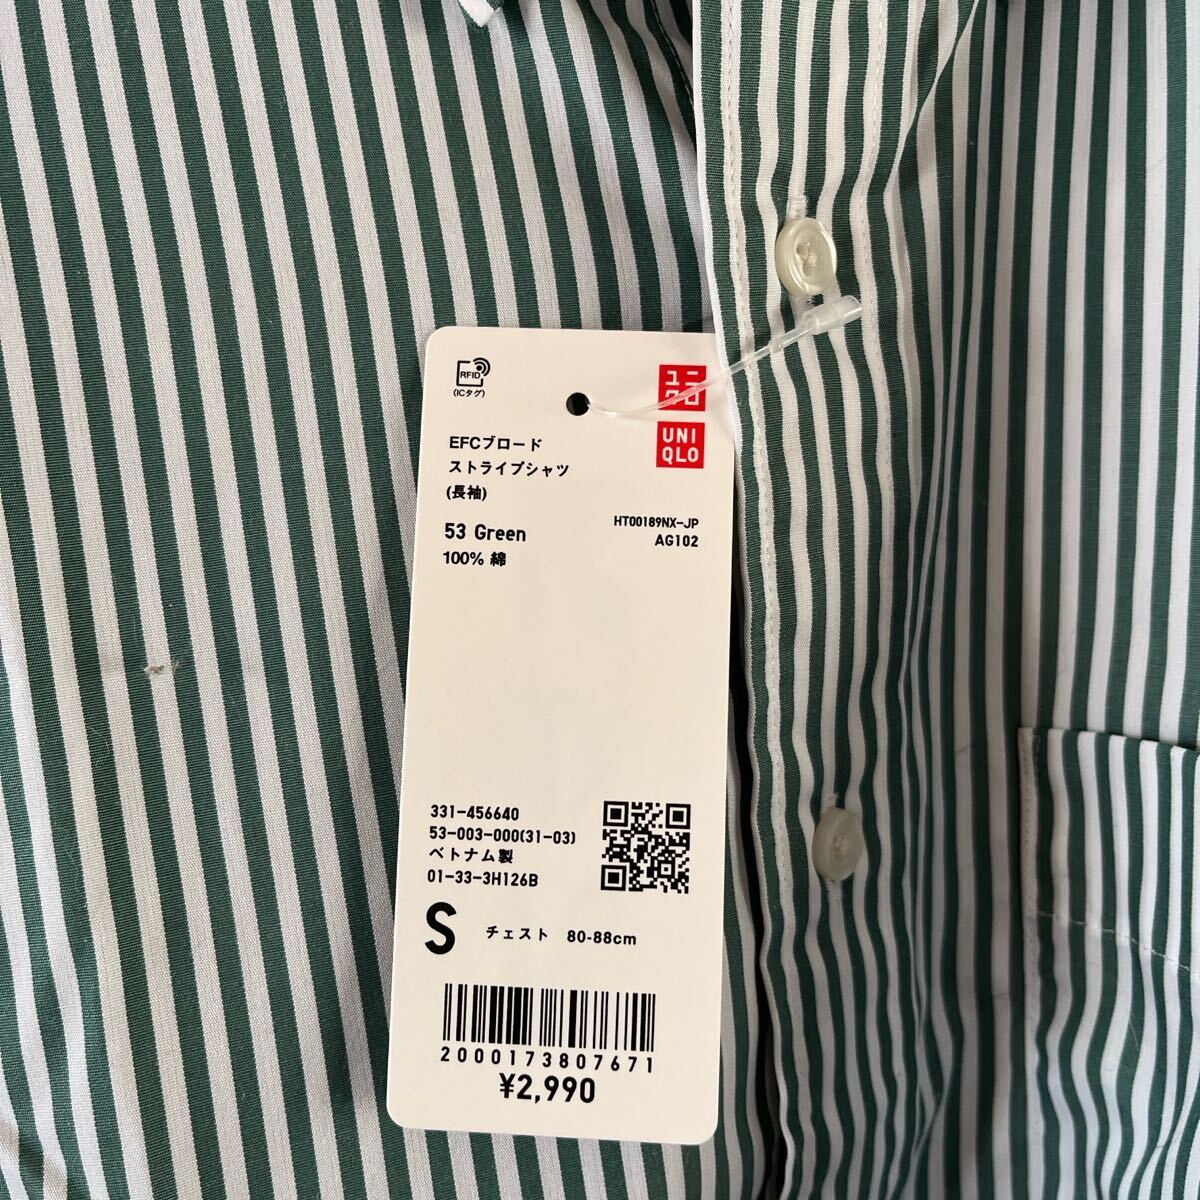 RFID
(ICタグ)
ユニ
クロ
UNI
QLO
EFCブロード
ストライプシャツ
(長袖)
53 Green
100% 綿
HT00189NX-JP
AG102
331-456640
53-003-000(31-03)
ベトナム製
01-33-3H126B
S チェスト 80-88cm
2000173807671
¥2,990